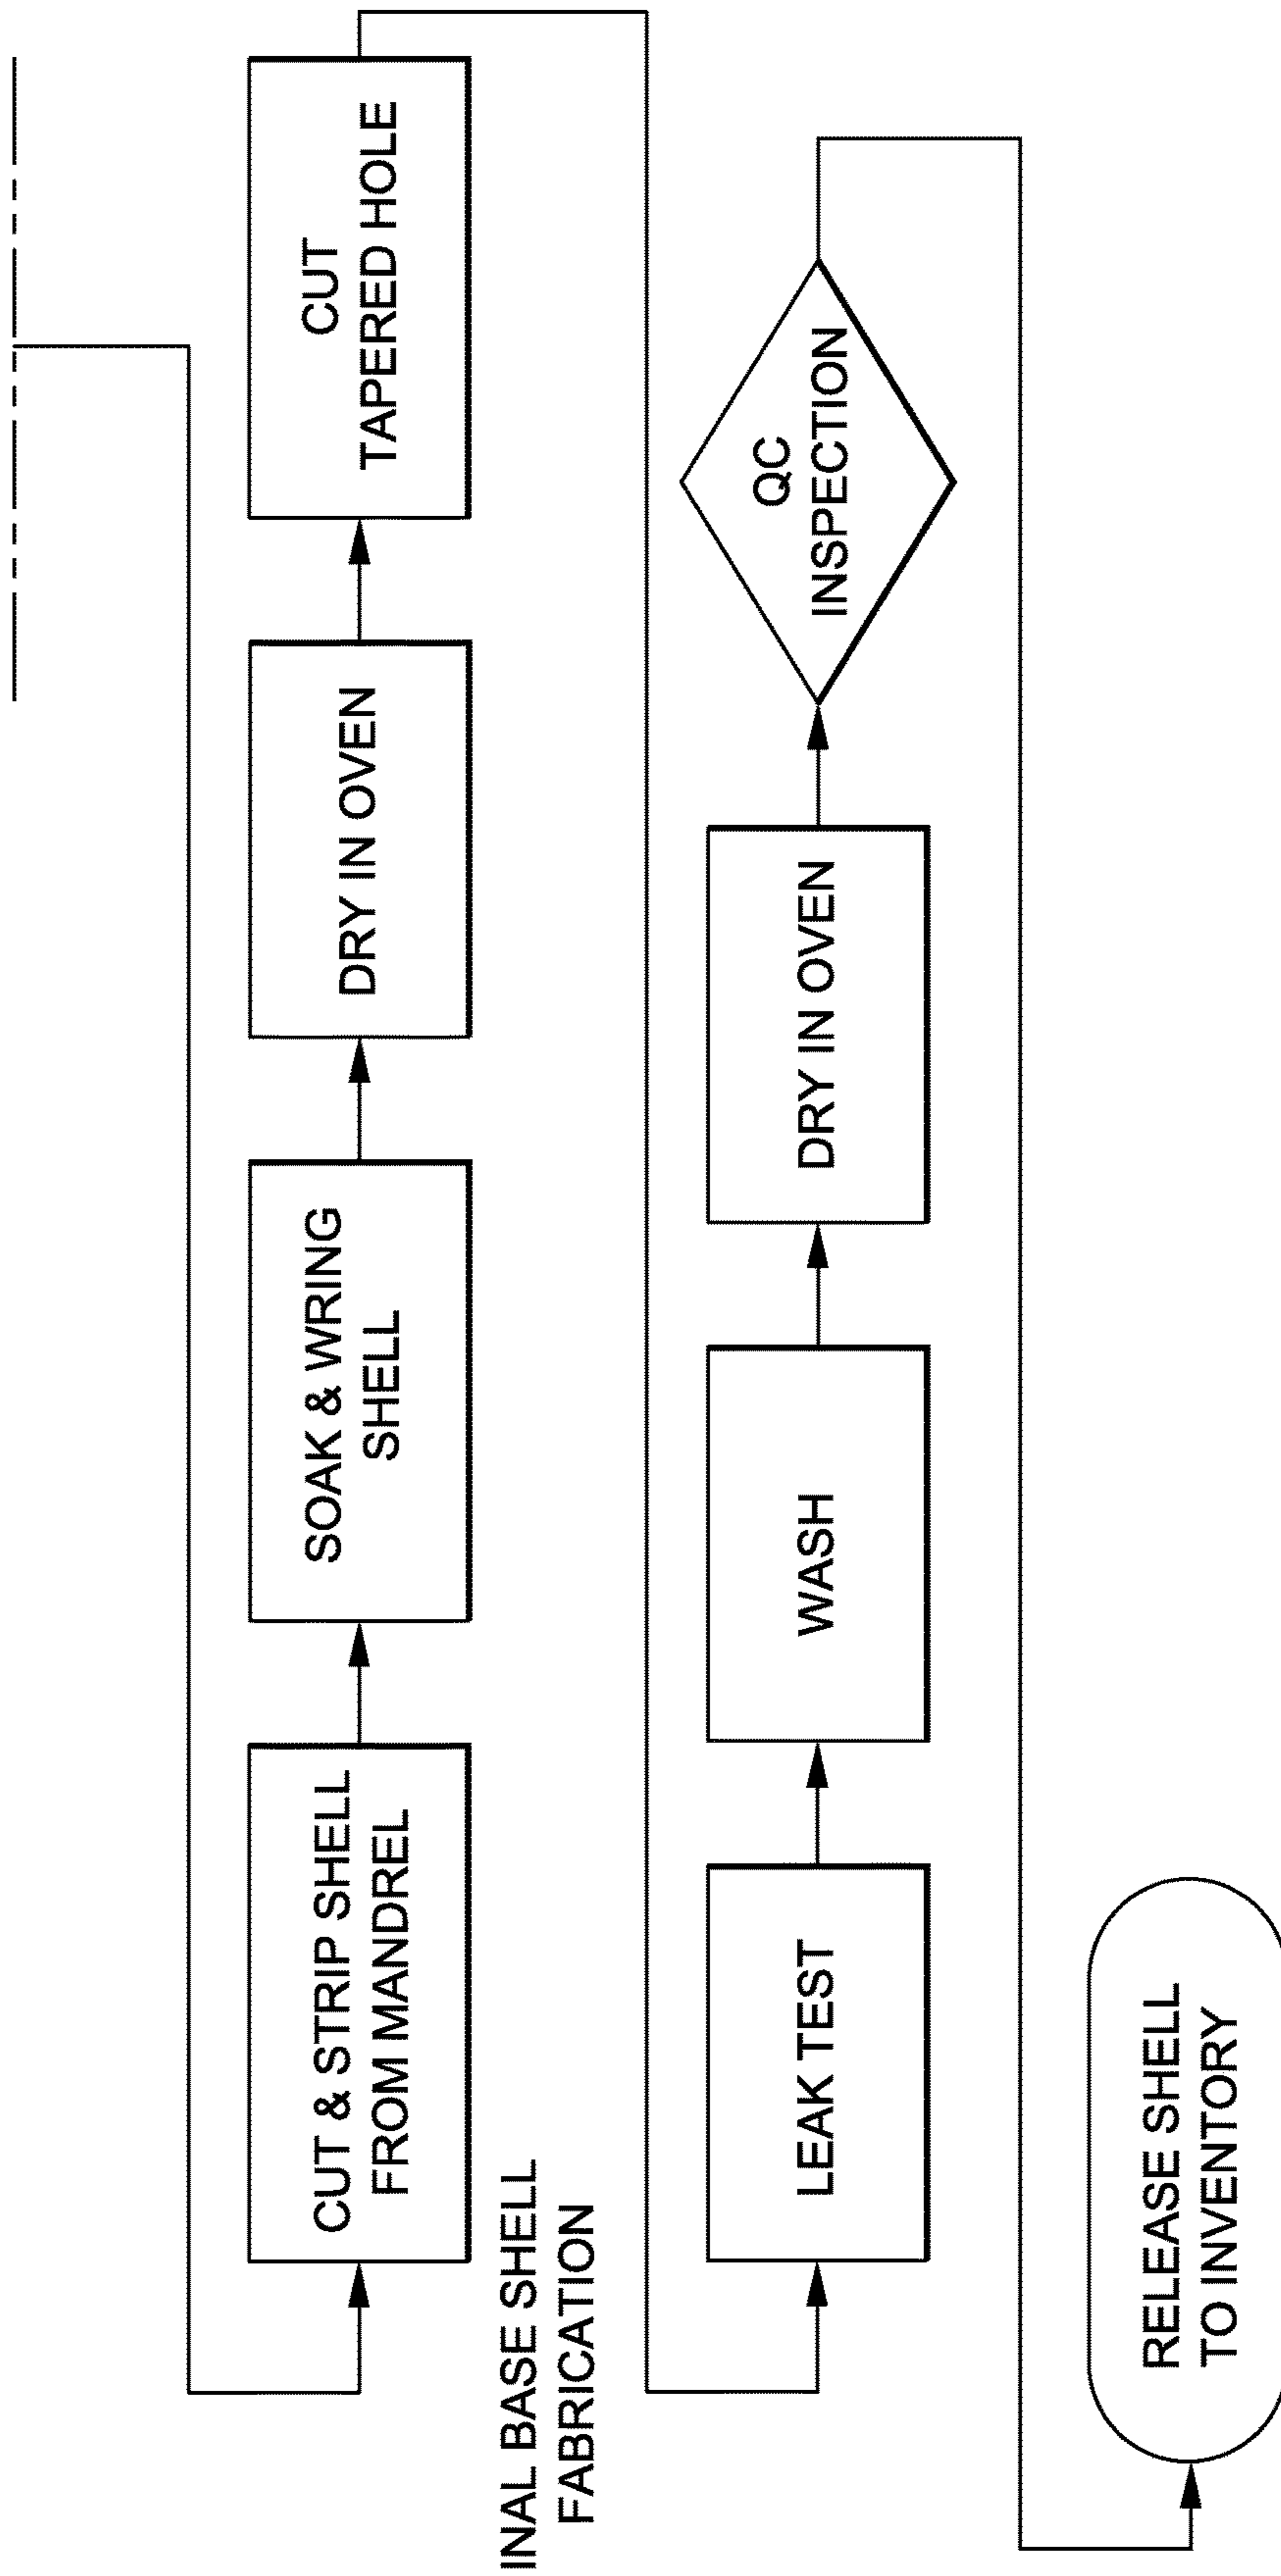 CUT & STRIP SHELL
FROM MANDREL
SOAK & WRING
SHELL
DRY IN OVEN
CUT
TAPERED HOLE
INAL BASE SHELL
FABRICATION
LEAK TEST
WASH
DRY IN OVEN
QC
INSPECTION
RELEASE SHELL
TO INVENTORY